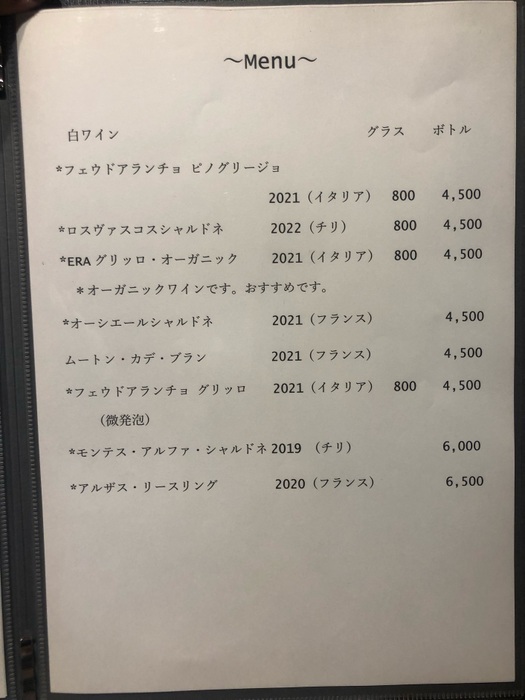 ～Menu～
白ワイン グラス ボトル
*フェウドアランチョ ピノグリージョ
2021（イタリア） 800 4,500
*ロスヴァスコスシャルドネ 2022（チリ） 800 4,500
*ERA グリッロ・オーガニック 2021（イタリア） 800 4,500
＊オーガニックワインです。おすすめです。
*オーシエールシャルドネ 2021（フランス） 4,500
ムートン・カデ・ブラン 2021（フランス） 4,500
*フェウドアランチョ グリッロ 2021（イタリア） 800 4,500
（微発泡）
*モンテス・アルファ・シャルドネ 2019 （チリ） 6,000
*アルザス・リースリング 2020（フランス） 6,500